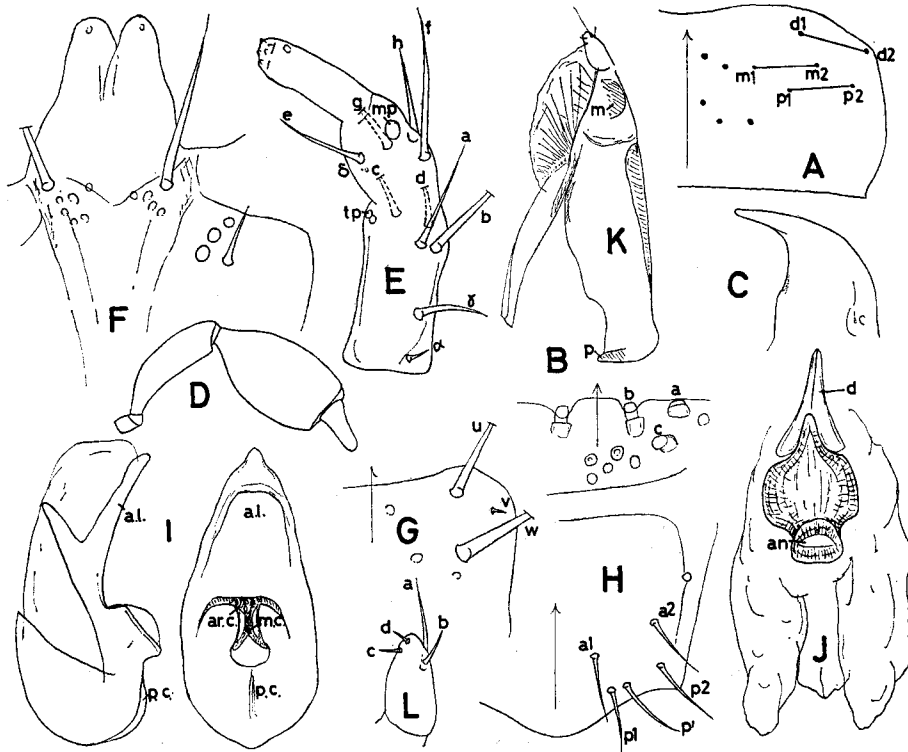 A
d1
d2
m1
m2
p1
p2
F
E
f
h
g
mp
e
a
δ
c
d
tp
b
γ
α
K
m
p
C
c
D
B
b
a
c
I
a.l.
p.c.
a.l.
ar.c.
m.c.
p.c.
G
u
v
w
L
a
d
c
b
H
a1
a2
p1
p'
p2
J
d
an